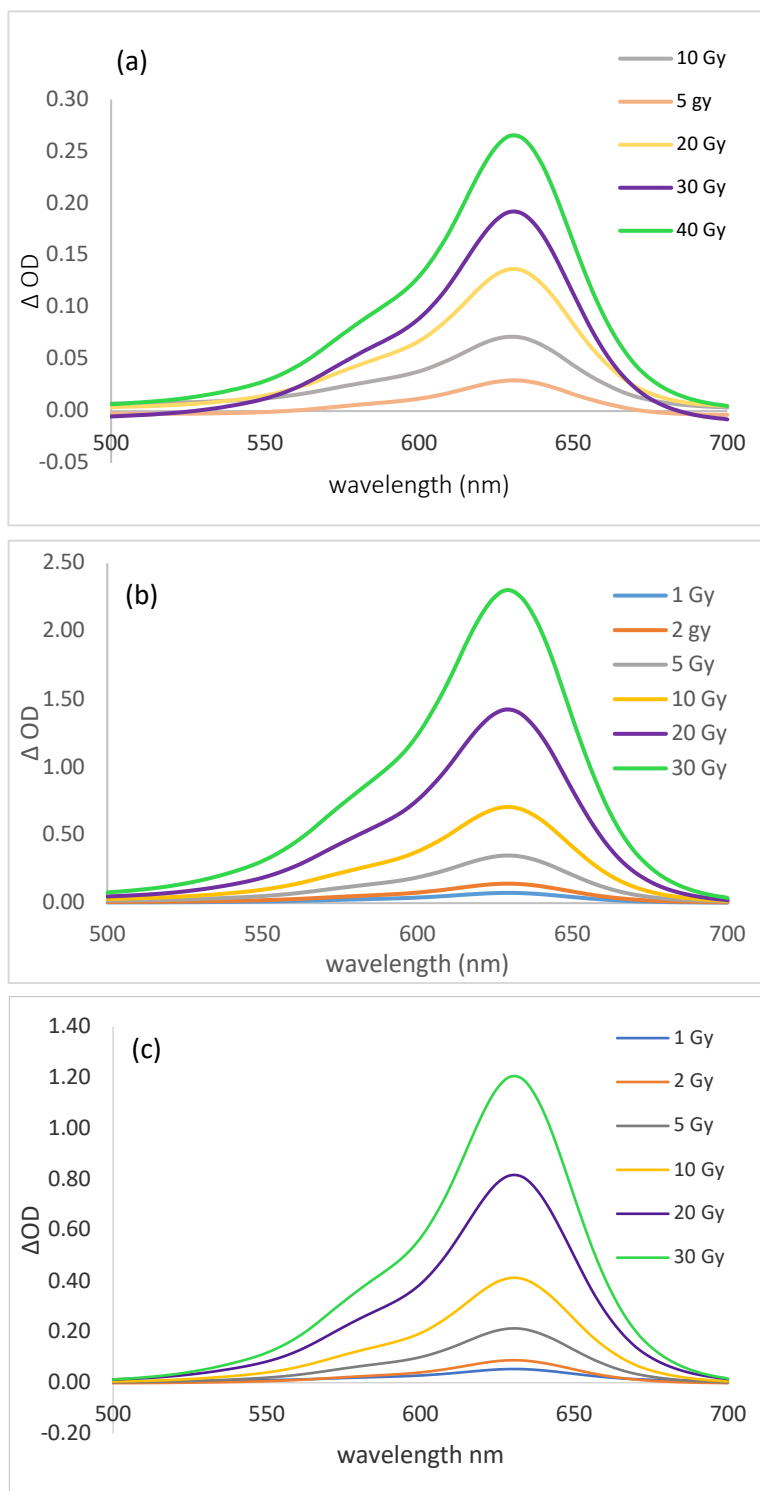 (a)
10 Gy
5 gy
20 Gy
30 Gy
40 Gy
0.30
0.25
0.20
0.15
0.10
0.05
0.00
-0.05
Δ OD
500 550 600 650 700
wavelength (nm)
(b)
1 Gy
2 gy
5 Gy
10 Gy
20 Gy
30 Gy
2.50
2.00
1.50
1.00
0.50
0.00
Δ OD
500 550 600 650 700
wavelength (nm)
(c)
1 Gy
2 Gy
5 Gy
10 Gy
20 Gy
30 Gy
1.40
1.20
1.00
0.80
0.60
0.40
0.20
0.00
-0.20
ΔOD
500 550 600 650 700
wavelength nm